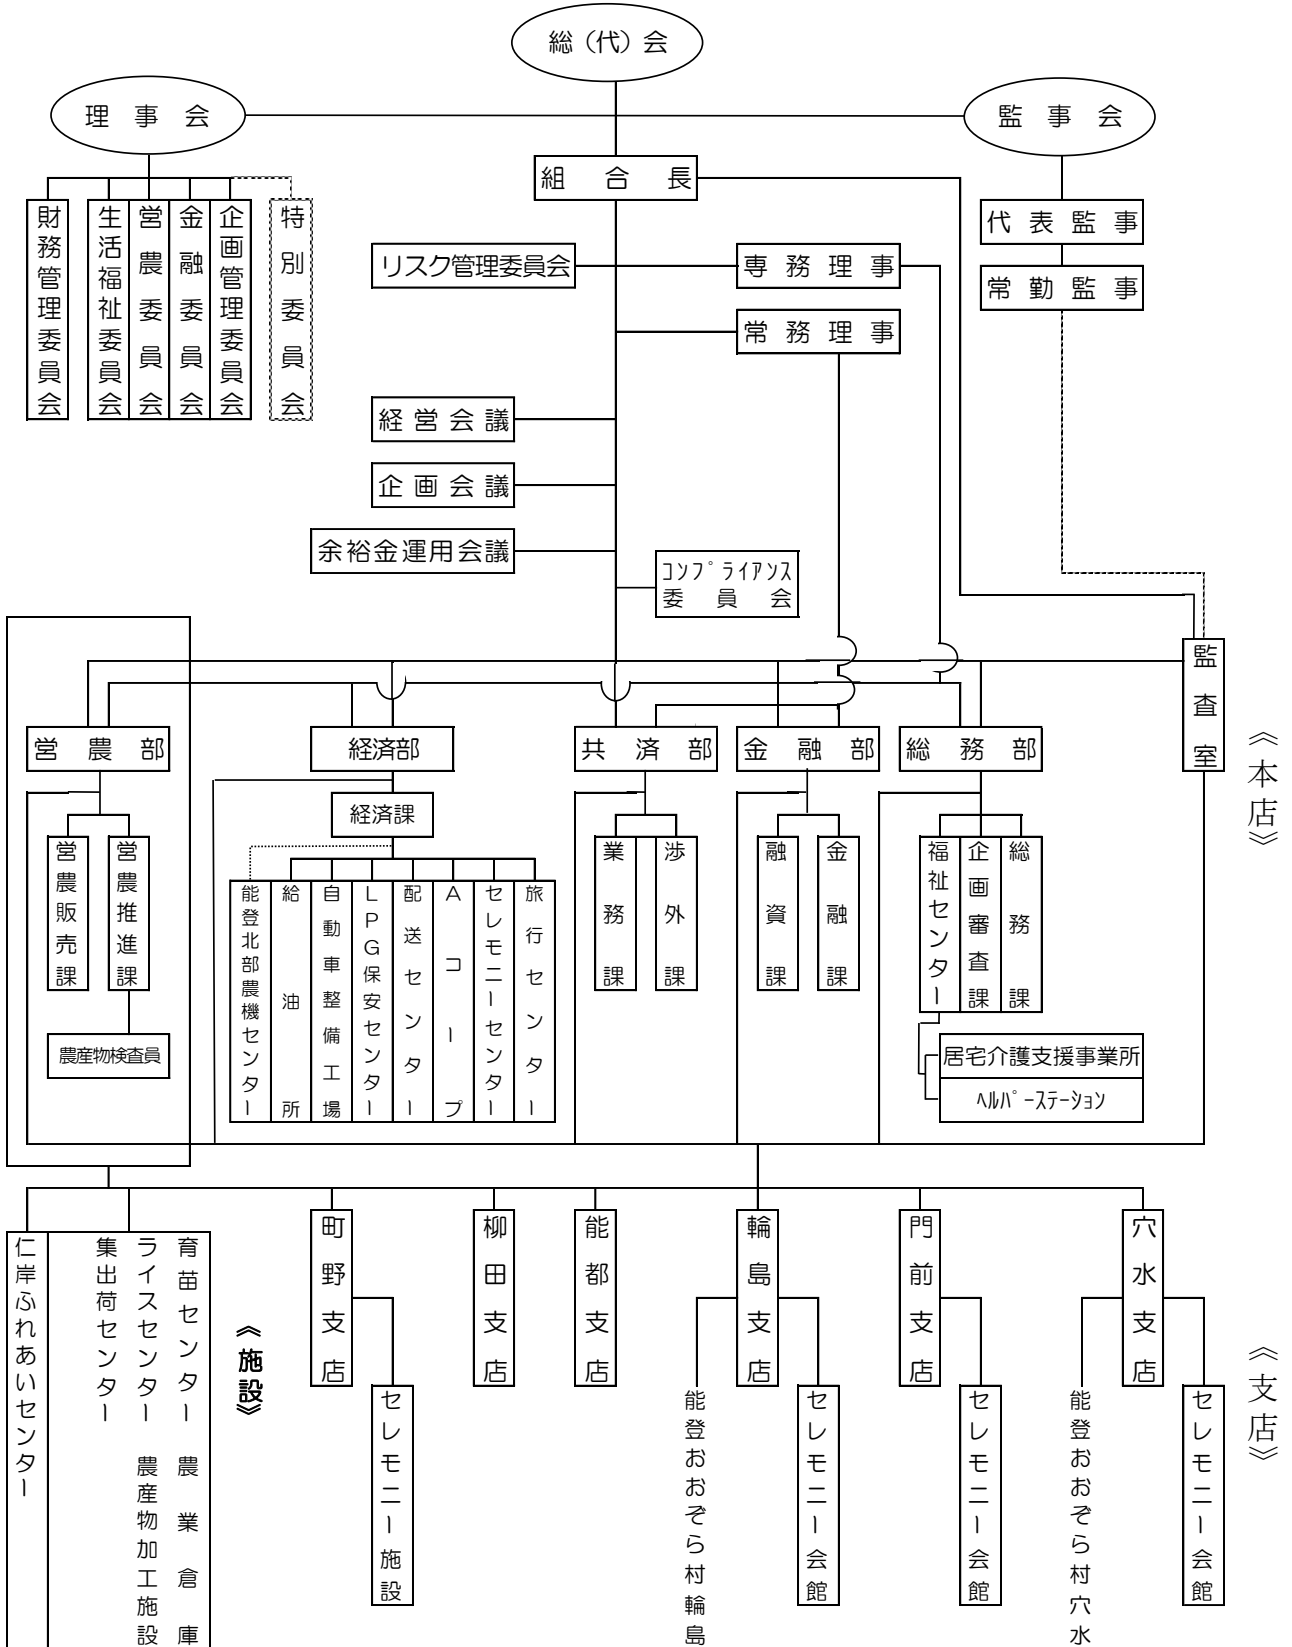 総（代）会
理事会
監事会
組合長
財務管理委員会
生活福祉委員会
営農委員会
金融委員会
企画管理委員会
特別委員会
代表監事
常勤監事
リスク管理委員会
専務理事
常務理事
経営会議
企画会議
余裕金運用会議
ｺﾝﾌﾟﾗｲｱﾝｽ
委員会
監査室
営農部
経済部
共済部
金融部
総務部
《本店》
経済課
営農販売課
営農推進課
農産物検査員
能登北部農機センター
給油所
自動車整備工場
ＬＰＧ保安センター
配送センター
Ａコープ
セレモニーセンター
旅行センター
業務課
渉外課
融資課
金融課
福祉センター
企画審査課
総務課
居宅介護支援事業所
ﾍﾙﾊﾟｰｽﾃｰｼｮﾝ
仁岸ふれあいセンター
集出荷センター
ライスセンター　農産物加工施設
育苗センター　農業倉庫
《施設》
町野支店
セレモニー施設
柳田支店
能都支店
輪島支店
能登おおぞら村輪島
セレモニー会館
門前支店
セレモニー会館
穴水支店
能登おおぞら村穴水
セレモニー会館
《支店》